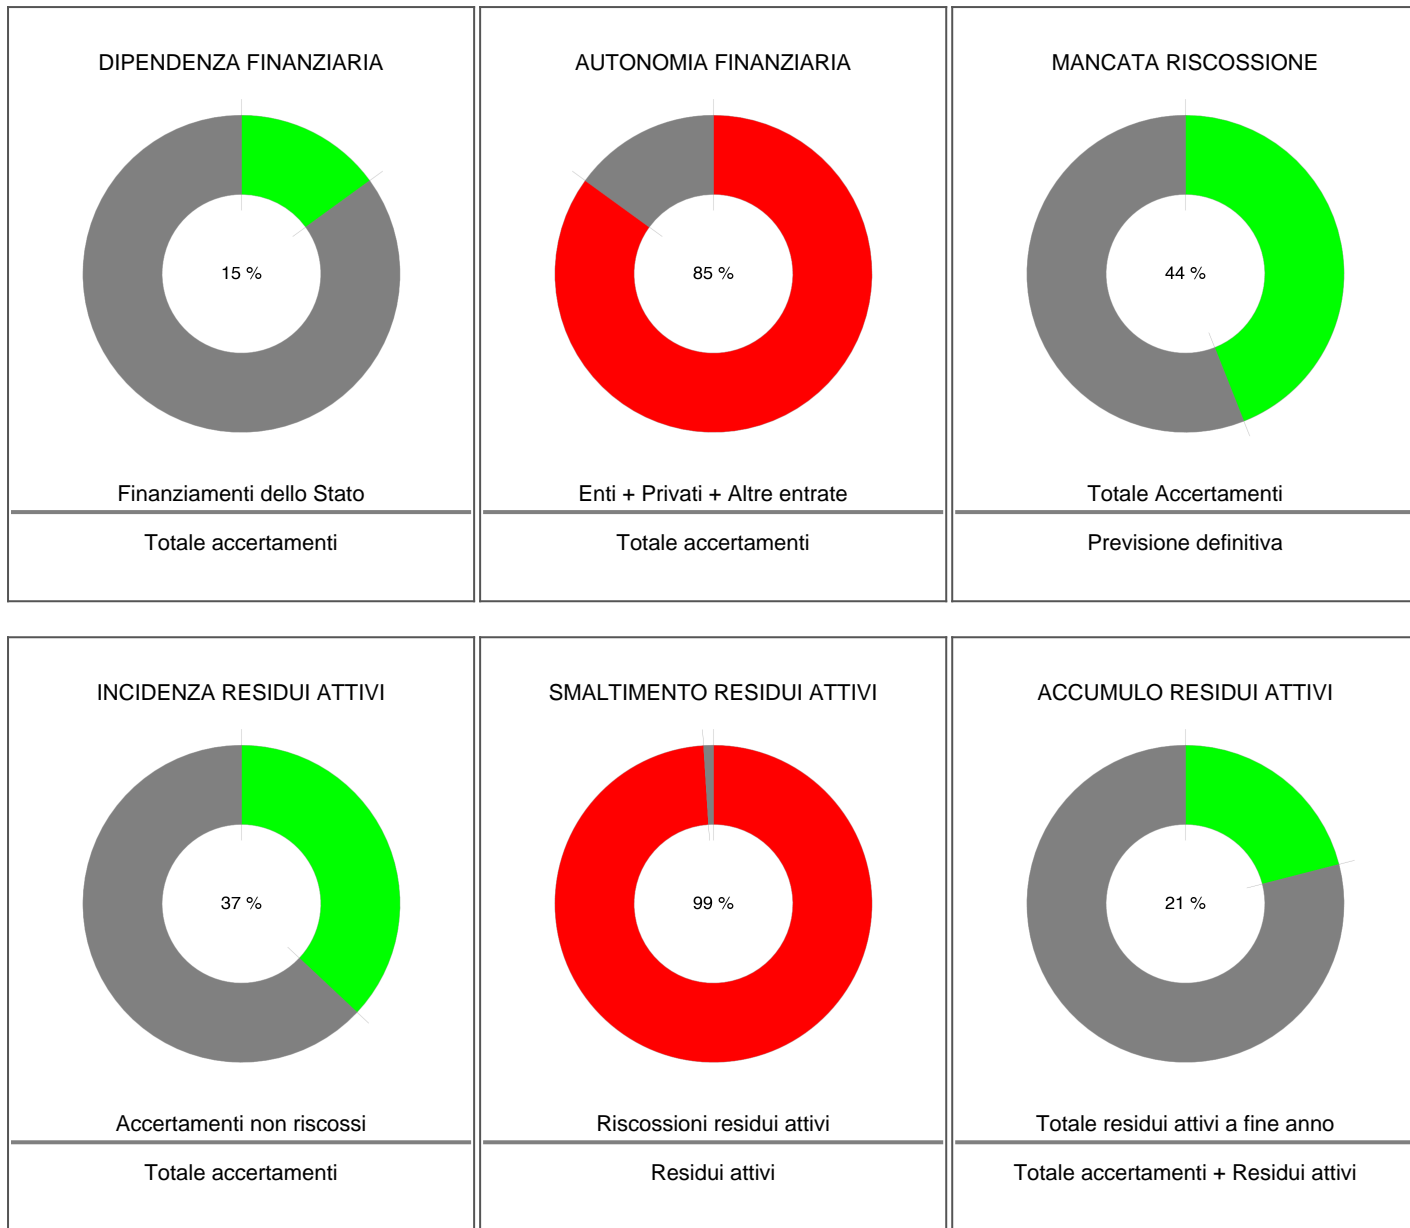 DIPENDENZA FINANZIARIA
15 %
Finanziamenti dello Stato
Totale accertamenti
AUTONOMIA FINANZIARIA
85 %
Enti + Privati + Altre entrate
Totale accertamenti
MANCATA RISCOSSIONE
44 %
Totale Accertamenti
Previsione definitiva
INCIDENZA RESIDUI ATTIVI
37 %
Accertamenti non riscossi
Totale accertamenti
SMALTIMENTO RESIDUI ATTIVI
99 %
Riscossioni residui attivi
Residui attivi
ACCUMULO RESIDUI ATTIVI
21 %
Totale residui attivi a fine anno
Totale accertamenti + Residui attivi